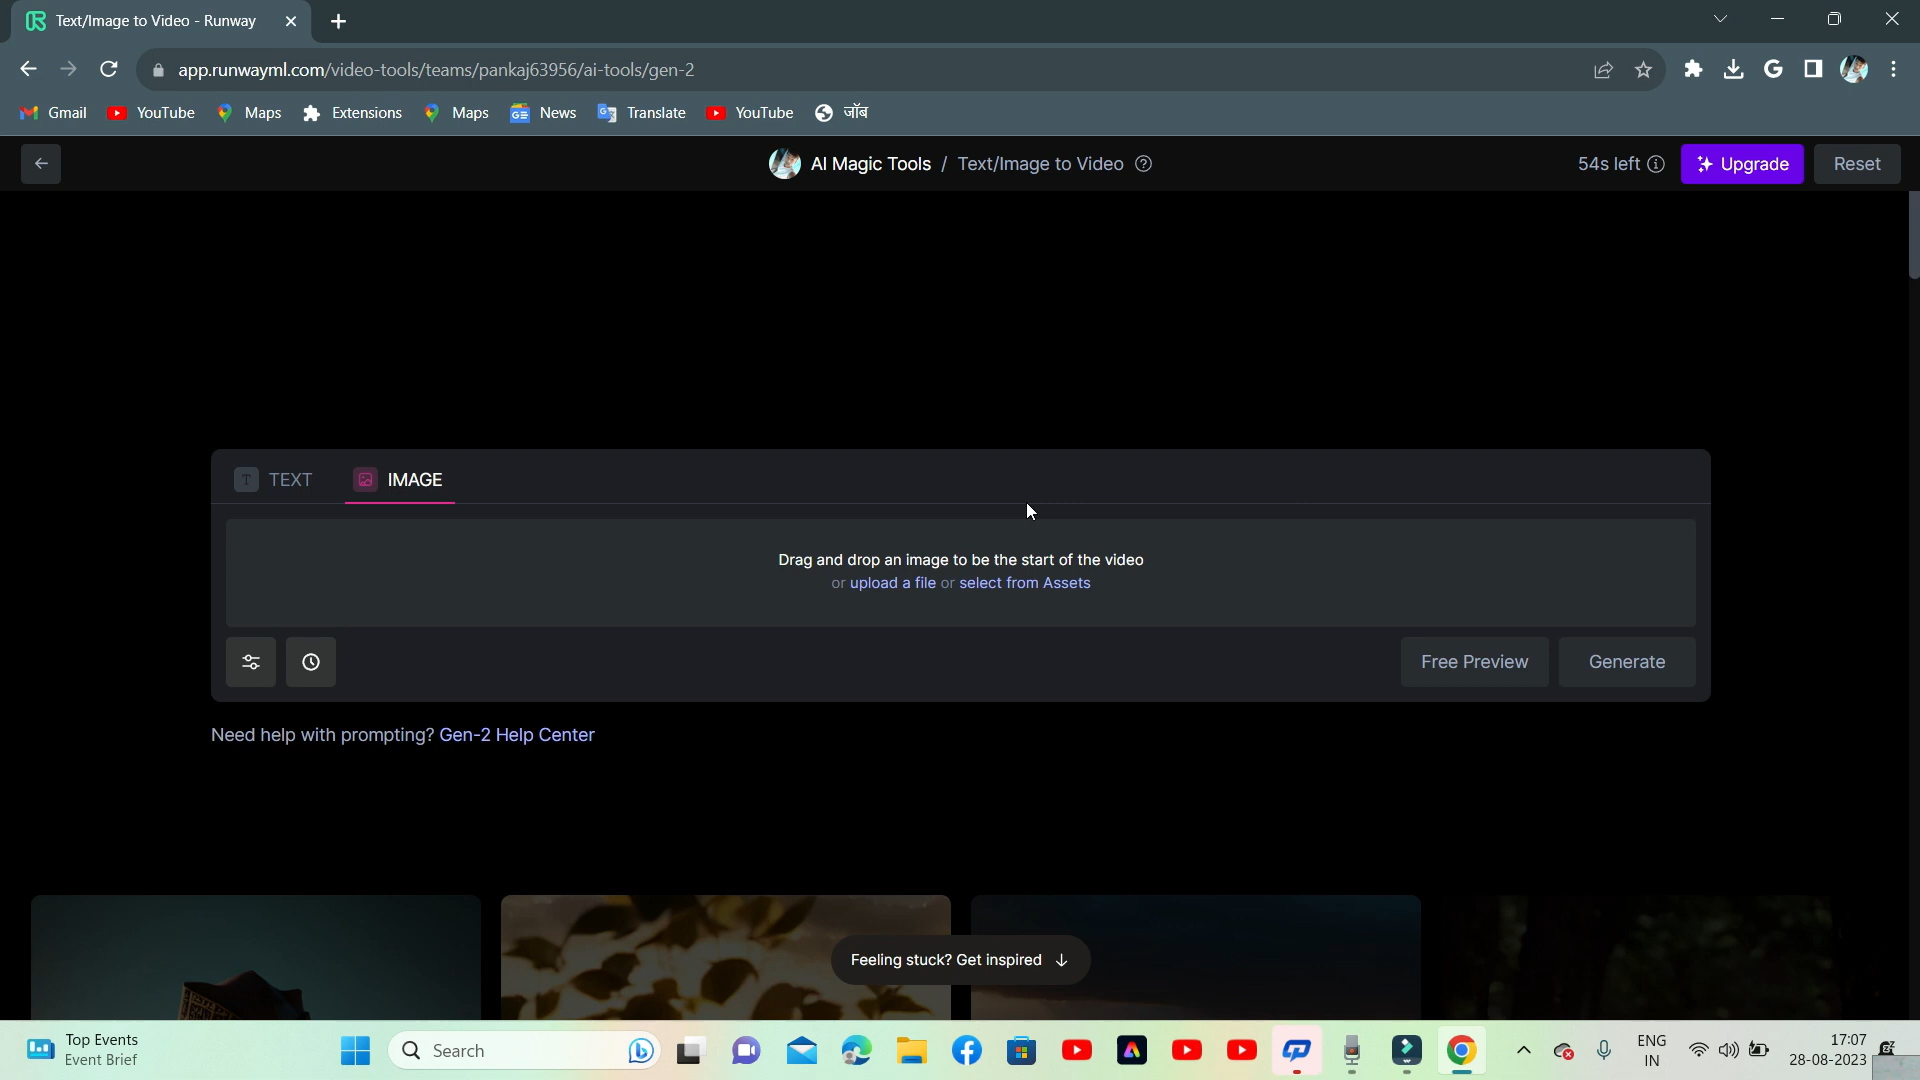 Text/Image to Video - Runway
app.runwayml.com/video-tools/teams/pankaj63956/ai-tools/gen-2
Gmail YouTube Maps Extensions Maps News Translate YouTube जॉब
AI Magic Tools / Text/Image to Video
54s left
Upgrade
Reset
TEXT
IMAGE
Drag and drop an image to be the start of the video
or upload a file or select from Assets
Free Preview
Generate
Need help with prompting? Gen-2 Help Center
Feeling stuck? Get inspired
Top Events
Event Brief
Search
ENG
IN
17:07
28-08-2023